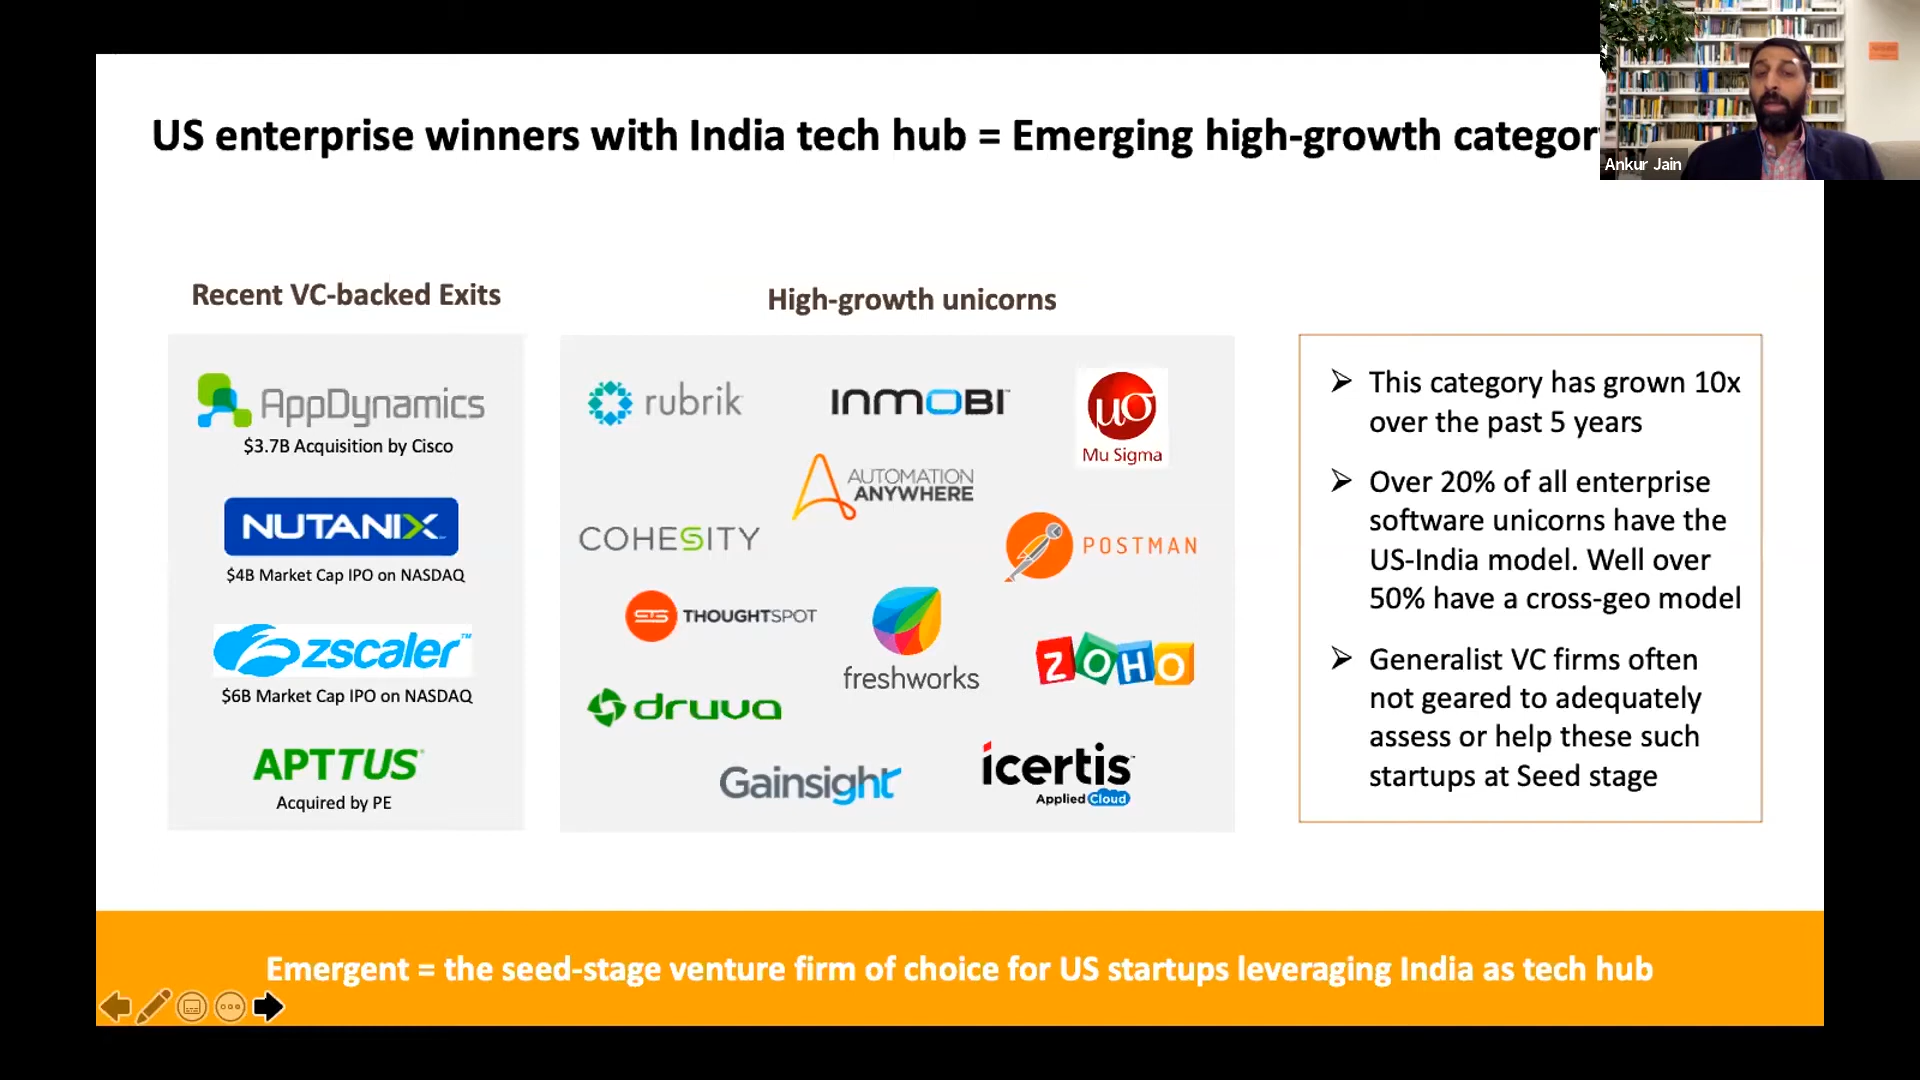 US enterprise winners with India tech hub = Emerging high-growth categor
Ankur Jain
Recent VC-backed Exits
AppDynamics
$3.7B Acquisition by Cisco
NUTANIX
$4B Market Cap IPO on NASDAQ
zscaler™
$6B Market Cap IPO on NASDAQ
APTTUS
Acquired by PE
High-growth unicorns
rubrik
INMOBI
μσ
Mu Sigma
AUTOMATION
ANYWHERE
COHESITY
POSTMAN
THOUGHTSPOT
freshworks
ZOHO
druva
Gainsight
icertis
Applied Cloud
This category has grown 10x
over the past 5 years
Over 20% of all enterprise
software unicorns have the
US-India model. Well over
50% have a cross-geo model
Generalist VC firms often
not geared to adequately
assess or help these such
startups at Seed stage
Emergent = the seed-stage venture firm of choice for US startups leveraging India as tech hub